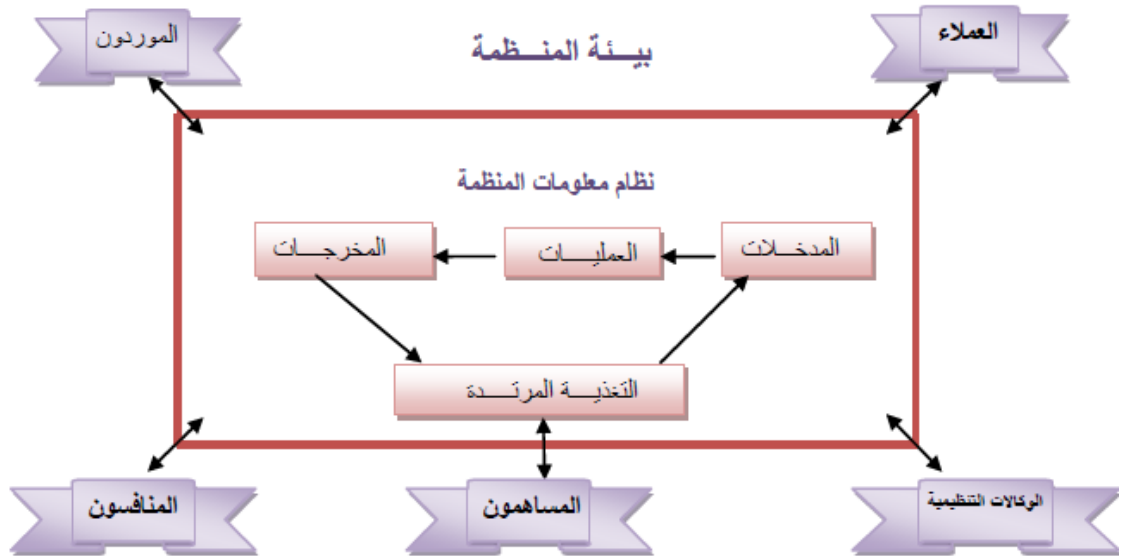 العملاء
بيـــئة المنـــظمة
الموردون
نظام معلومات المنظمة
المدخـــلات
العمليـــات
المخرجـــات
التغذيـــة المرتـــدة
الوكالات التنظيمية
المساهمون
المنافسون